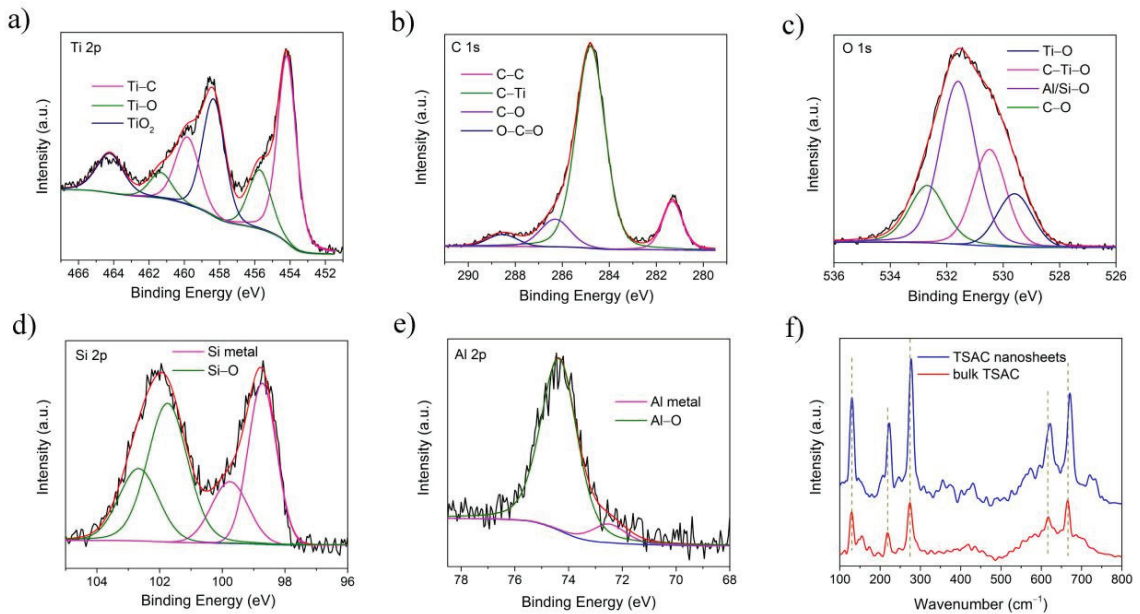 a)
Ti 2p
Ti–C
Ti–O
TiO₂
Intensity (a.u.)
466 464 462 460 458 456 454 452
Binding Energy (eV)
b)
C 1s
C–C
C–Ti
C–O
O–C=O
Intensity (a.u.)
290 288 286 284 282 280
Binding Energy (eV)
c)
O 1s
Ti–O
C–Ti–O
Al/Si–O
C–O
Intensity (a.u.)
536 534 532 530 528 526
Binding Energy (eV)
d)
Si 2p
Si metal
Si–O
Intensity (a.u.)
104 102 100 98 96
Binding Energy (eV)
e)
Al 2p
Al metal
Al–O
Intensity (a.u.)
78 76 74 72 70 68
Binding Energy (eV)
f)
TSAC nanosheets
bulk TSAC
Intensity (a.u.)
100 200 300 400 500 600 700 800
Wavenumber (cm⁻¹)